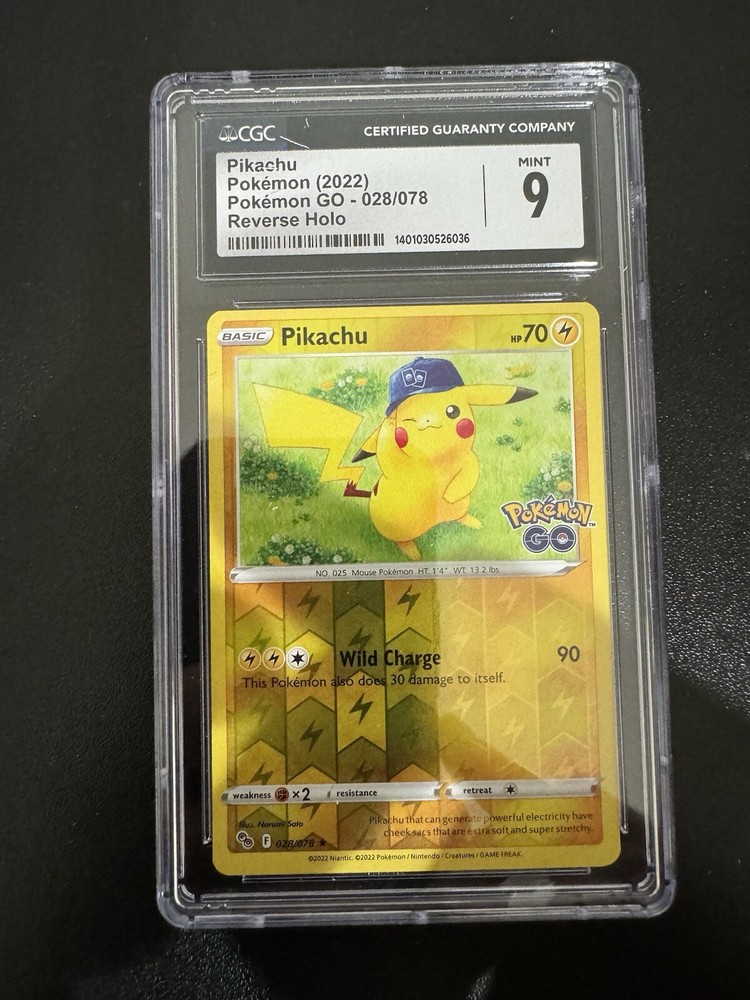 CGC CERTIFIED GUARANTY COMPANY
Pikachu
Pokémon (2022)
Pokémon GO - 028/078
Reverse Holo
MINT
9
1401030526036
BASIC Pikachu HP 70
POKÉMON TM
GO
NO. 025 Mouse Pokémon HT: 1'4" WT: 13.2 lbs.
Wild Charge 90
This Pokémon also does 30 damage to itself.
weakness ×2 resistance retreat
Illus. Narumi Sato
Pikachu that can generate powerful electricity have
cheek sacs that are extra soft and super stretchy.
F 028/078 ★
©2022 Niantic. ©2022 Pokémon / Nintendo / Creatures / GAME FREAK.